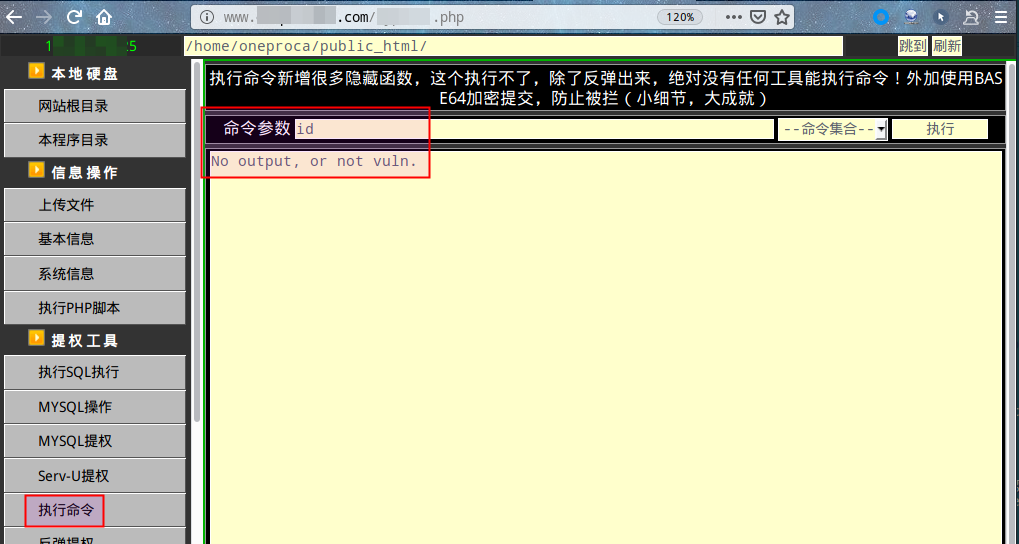 www. .com/ .php
120%
1 25
/home/oneproca/public_html/
跳到 刷新
本地硬盘
网站根目录
本程序目录
信息操作
上传文件
基本信息
系统信息
执行PHP脚本
提权工具
执行SQL执行
MYSQL操作
MYSQL提权
Serv-U提权
执行命令
反弹提权
执行命令新增很多隐藏函数，这个执行不了，除了反弹出来，绝对没有任何工具能执行命令！外加使用BAS
E64加密提交，防止被拦（小细节，大成就）
命令参数 id --命令集合-- 执行
No output, or not vuln.